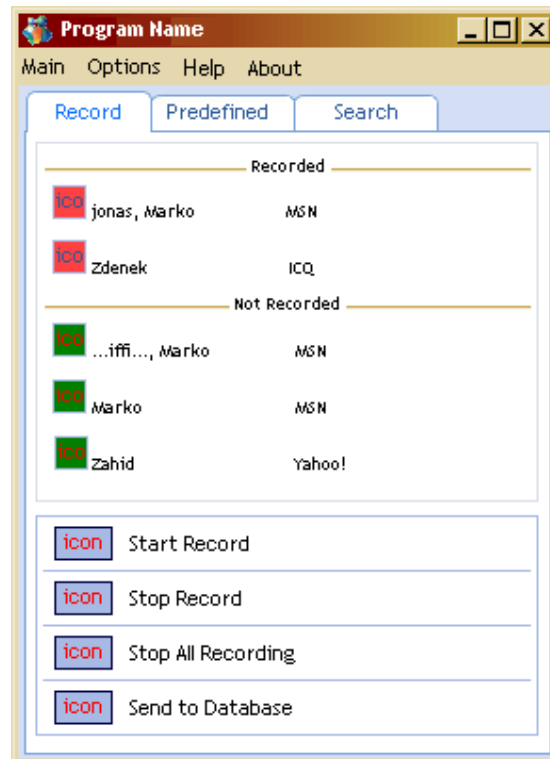 Program Name
Main Options Help About
Record Predefined Search
Recorded
ico jonas, Marko MSN
ico Zdenek ICQ
Not Recorded
ico ...iffi..., Marko MSN
ico Marko MSN
ico Zahid Yahoo!
icon Start Record
icon Stop Record
icon Stop All Recording
icon Send to Database